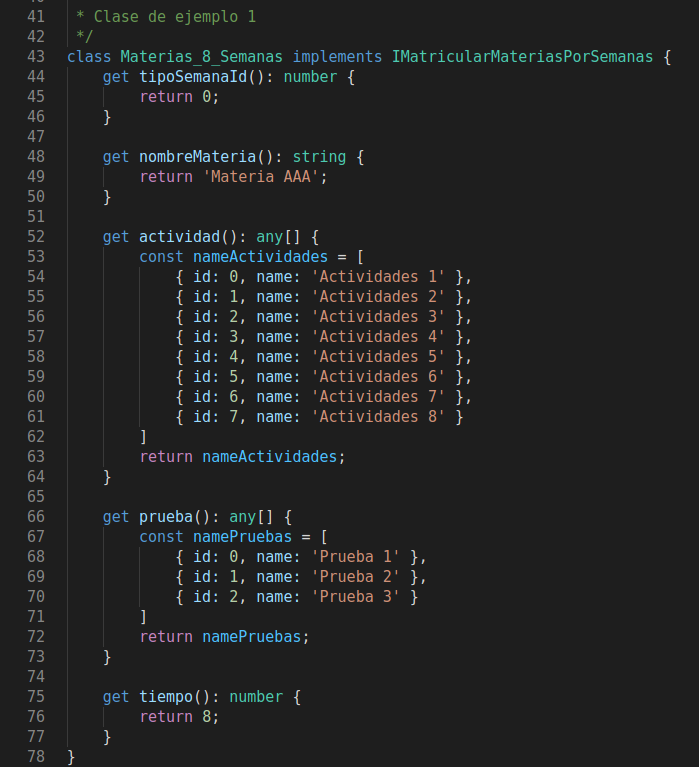 41 * Clase de ejemplo 1
42 */
43 class Materias_8_Semanas implements IMatricularMateriasPorSemanas {
44 get tipoSemanaId(): number {
45 return 0;
46 }
47
48 get nombreMateria(): string {
49 return 'Materia AAA';
50 }
51
52 get actividad(): any[] {
53 const nameActividades = [
54 { id: 0, name: 'Actividades 1' },
55 { id: 1, name: 'Actividades 2' },
56 { id: 2, name: 'Actividades 3' },
57 { id: 3, name: 'Actividades 4' },
58 { id: 4, name: 'Actividades 5' },
59 { id: 5, name: 'Actividades 6' },
60 { id: 6, name: 'Actividades 7' },
61 { id: 7, name: 'Actividades 8' }
62 ]
63 return nameActividades;
64 }
65
66 get prueba(): any[] {
67 const namePruebas = [
68 { id: 0, name: 'Prueba 1' },
69 { id: 1, name: 'Prueba 2' },
70 { id: 2, name: 'Prueba 3' }
71 ]
72 return namePruebas;
73 }
74
75 get tiempo(): number {
76 return 8;
77 }
78 }